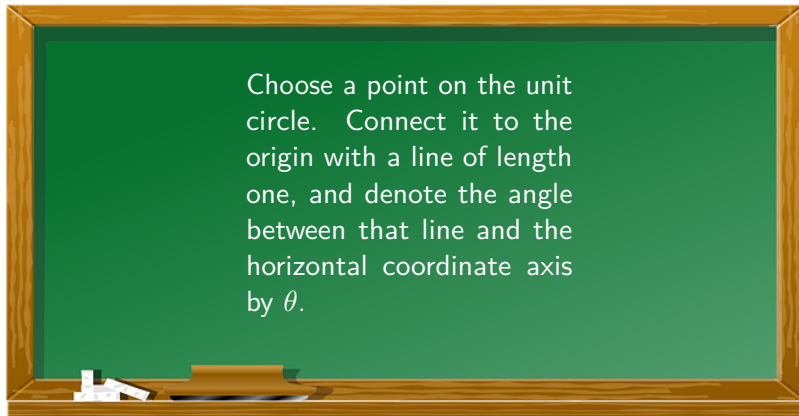 Choose a point on the unit
circle. Connect it to the
origin with a line of length
one, and denote the angle
between that line and the
horizontal coordinate axis
by θ.